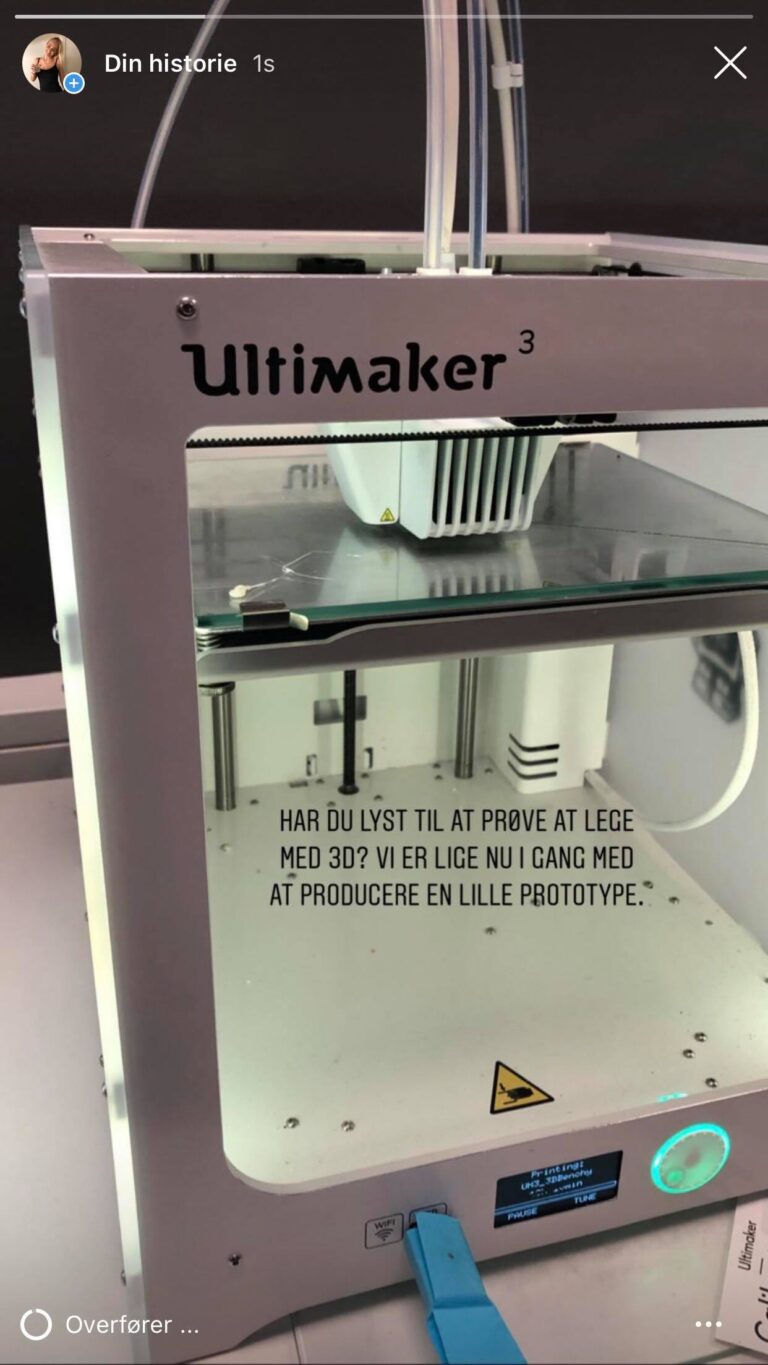 Din historie 1s
Ultimaker 3
HAR DU LYST TIL AT PRØVE AT LEGE
MED 3D? VI ER LIGE NU I GANG MED
AT PRODUCERE EN LILLE PROTOTYPE.
Printing:
UM3_3DBenchy
PAUSE TUNE
WiFi
Ultimaker
Overfører ...